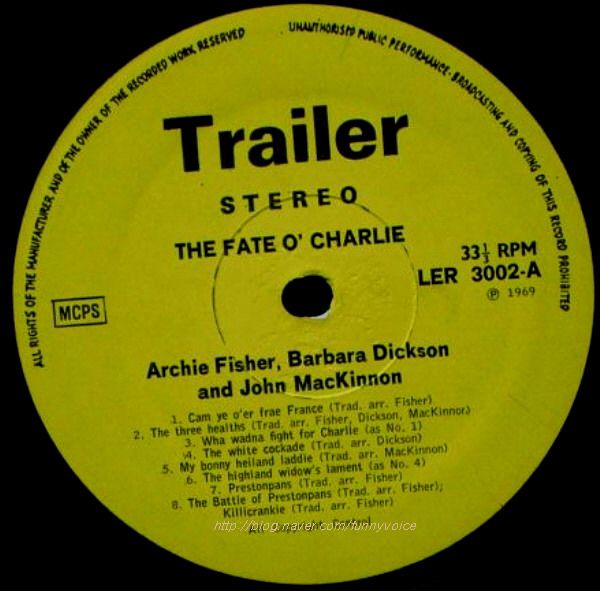 ALL RIGHTS OF THE MANUFACTURER AND OF THE OWNER OF THE RECORDED WORK RESERVED
UNAUTHORISED PUBLIC PERFORMANCE · BROADCASTING AND COPYING OF THIS RECORD PROHIBITED
Trailer
STEREO
THE FATE O' CHARLIE
33⅓ RPM
LER 3002-A
℗ 1969
MCPS
Archie Fisher, Barbara Dickson
and John MacKinnon
1. Cam ye o'er frae France (Trad. arr. Fisher)
2. The three healths (Trad. arr. Fisher, Dickson, MacKinnon)
3. Wha wadna fight for Charlie (as No. 1)
4. The white cockade (Trad. arr. Dickson)
5. My bonny heiland laddie (Trad. arr. MacKinnon)
6. The highland widow's lament (as No. 4)
7. Prestonpans (Trad. arr. Fisher)
8. The Battle of Prestonpans (Trad. arr. Fisher);
Killicrankie (Trad. arr. Fisher)
http://blog.naver.com/funnyvoice